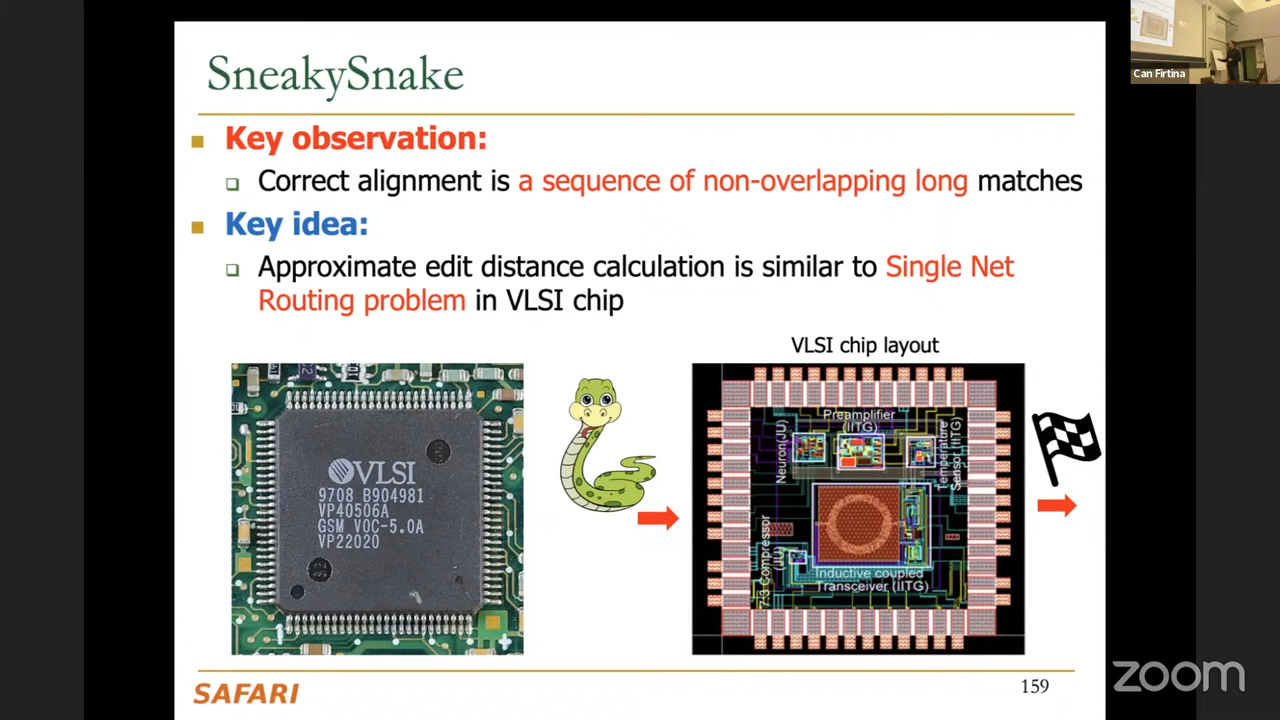 SneakySnake
Can Firtina
Key observation:
Correct alignment is a sequence of non-overlapping long matches
Key idea:
Approximate edit distance calculation is similar to Single Net
Routing problem in VLSI chip
VLSI chip layout
VLSI
9708 B904981
VP40506A
GSM VOC-5.0A
VP22020
Preamplifier
(IITG)
Neuron(JU)
Temperature
Sensor(IITG)
7:3 Compressor
(JU)
Inductive coupled
Transceiver (IITG)
SAFARI
159
zoom